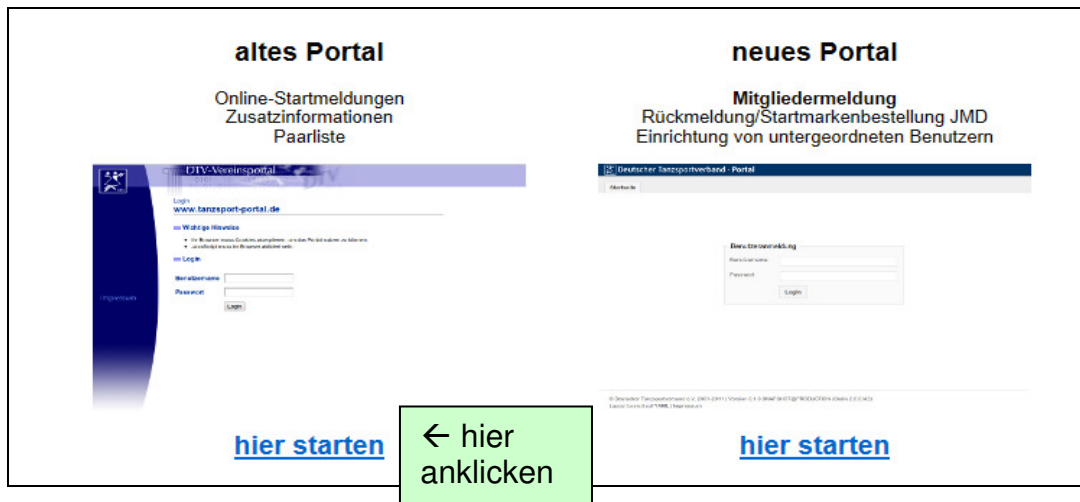 altes Portal
Online-Startmeldungen
Zusatzinformationen
Paarliste
DTV-Vereinsportal
Login
www.tanzsport-portal.de
Wichtige Hinweise
Login
Benutzername
Passwort
Login
Impressum
hier starten
← hier
anklicken
neues Portal
Mitgliedermeldung
Rückmeldung/Startmarkenbestellung JMD
Einrichtung von untergeordneten Benutzern
Deutscher Tanzsportverband - Portal
Startseite
Benutzeranmeldung
Benutzername
Passwort
Login
hier starten